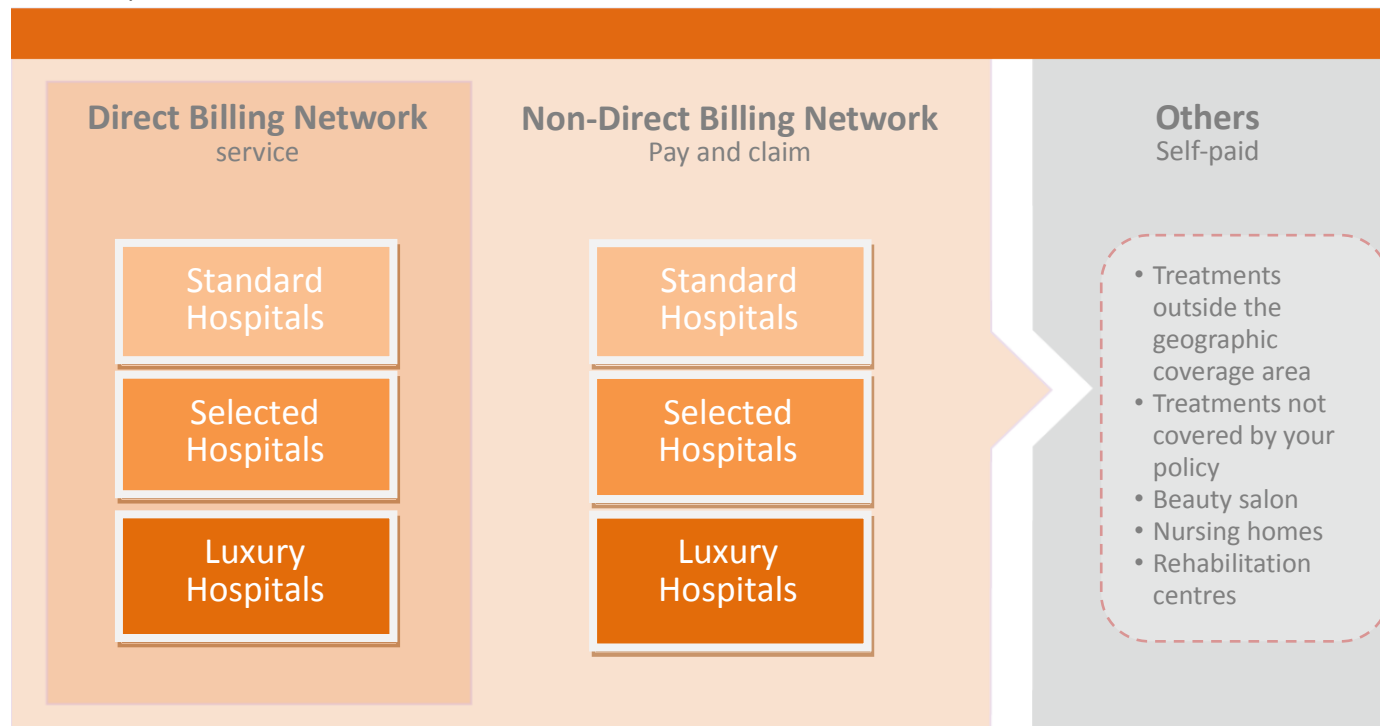 Direct Billing Network
service
Standard
Hospitals
Selected
Hospitals
Luxury
Hospitals
Non-Direct Billing Network
Pay and claim
Standard
Hospitals
Selected
Hospitals
Luxury
Hospitals
Others
Self-paid
• Treatments
outside the
geographic
coverage area
• Treatments not
covered by your
policy
• Beauty salon
• Nursing homes
• Rehabilitation
centres